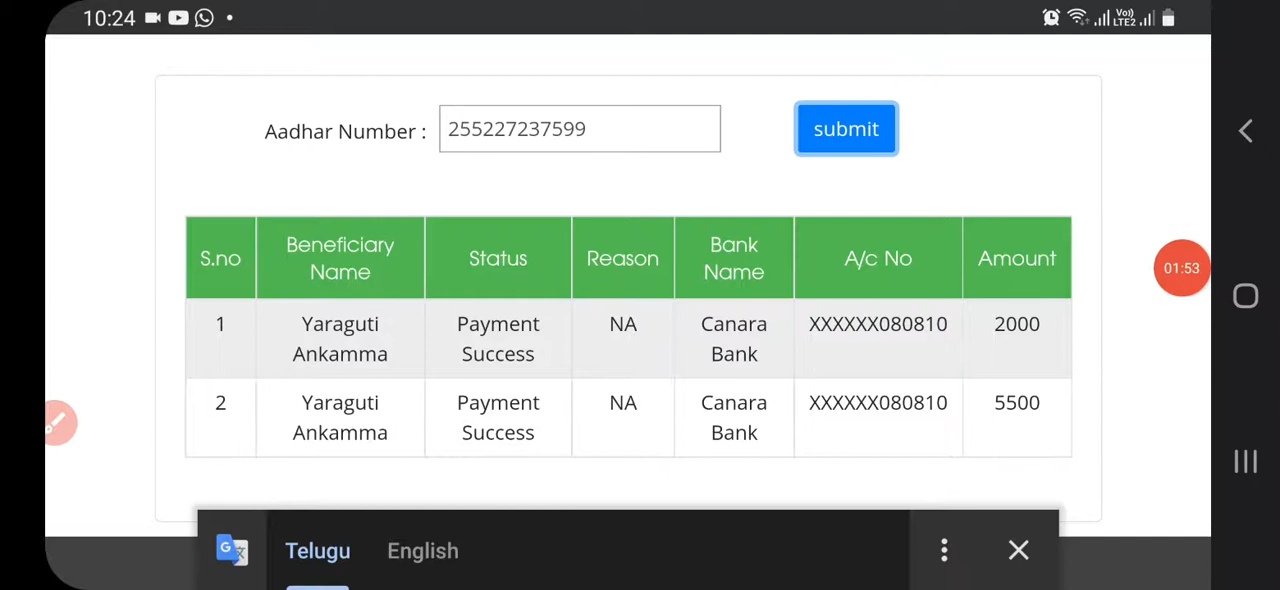 10:24
Vo)) LTE2
Aadhar Number : 255227237599 submit
S.no Beneficiary Name Status Reason Bank Name A/c No Amount
1 Yaraguti Ankamma Payment Success NA Canara Bank XXXXXX080810 2000
2 Yaraguti Ankamma Payment Success NA Canara Bank XXXXXX080810 5500
01:53
G Telugu English